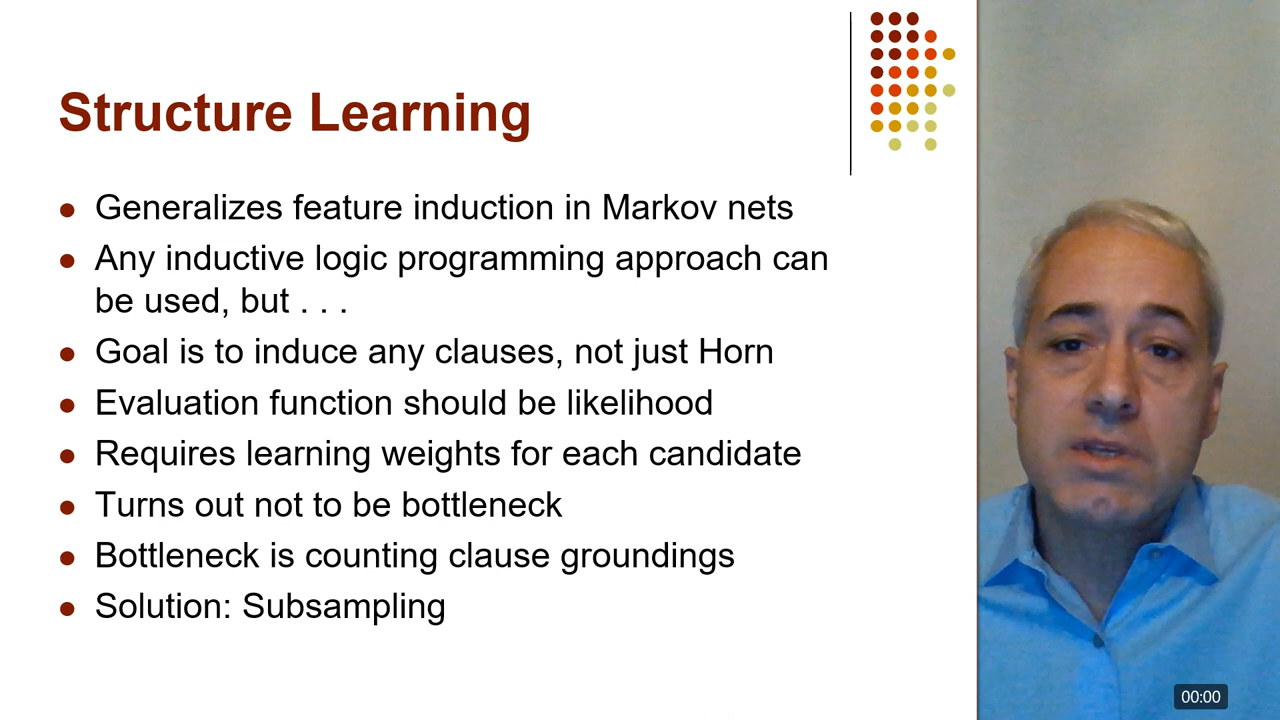 Structure Learning
Generalizes feature induction in Markov nets
Any inductive logic programming approach can
be used, but . . .
Goal is to induce any clauses, not just Horn
Evaluation function should be likelihood
Requires learning weights for each candidate
Turns out not to be bottleneck
Bottleneck is counting clause groundings
Solution: Subsampling
00:00